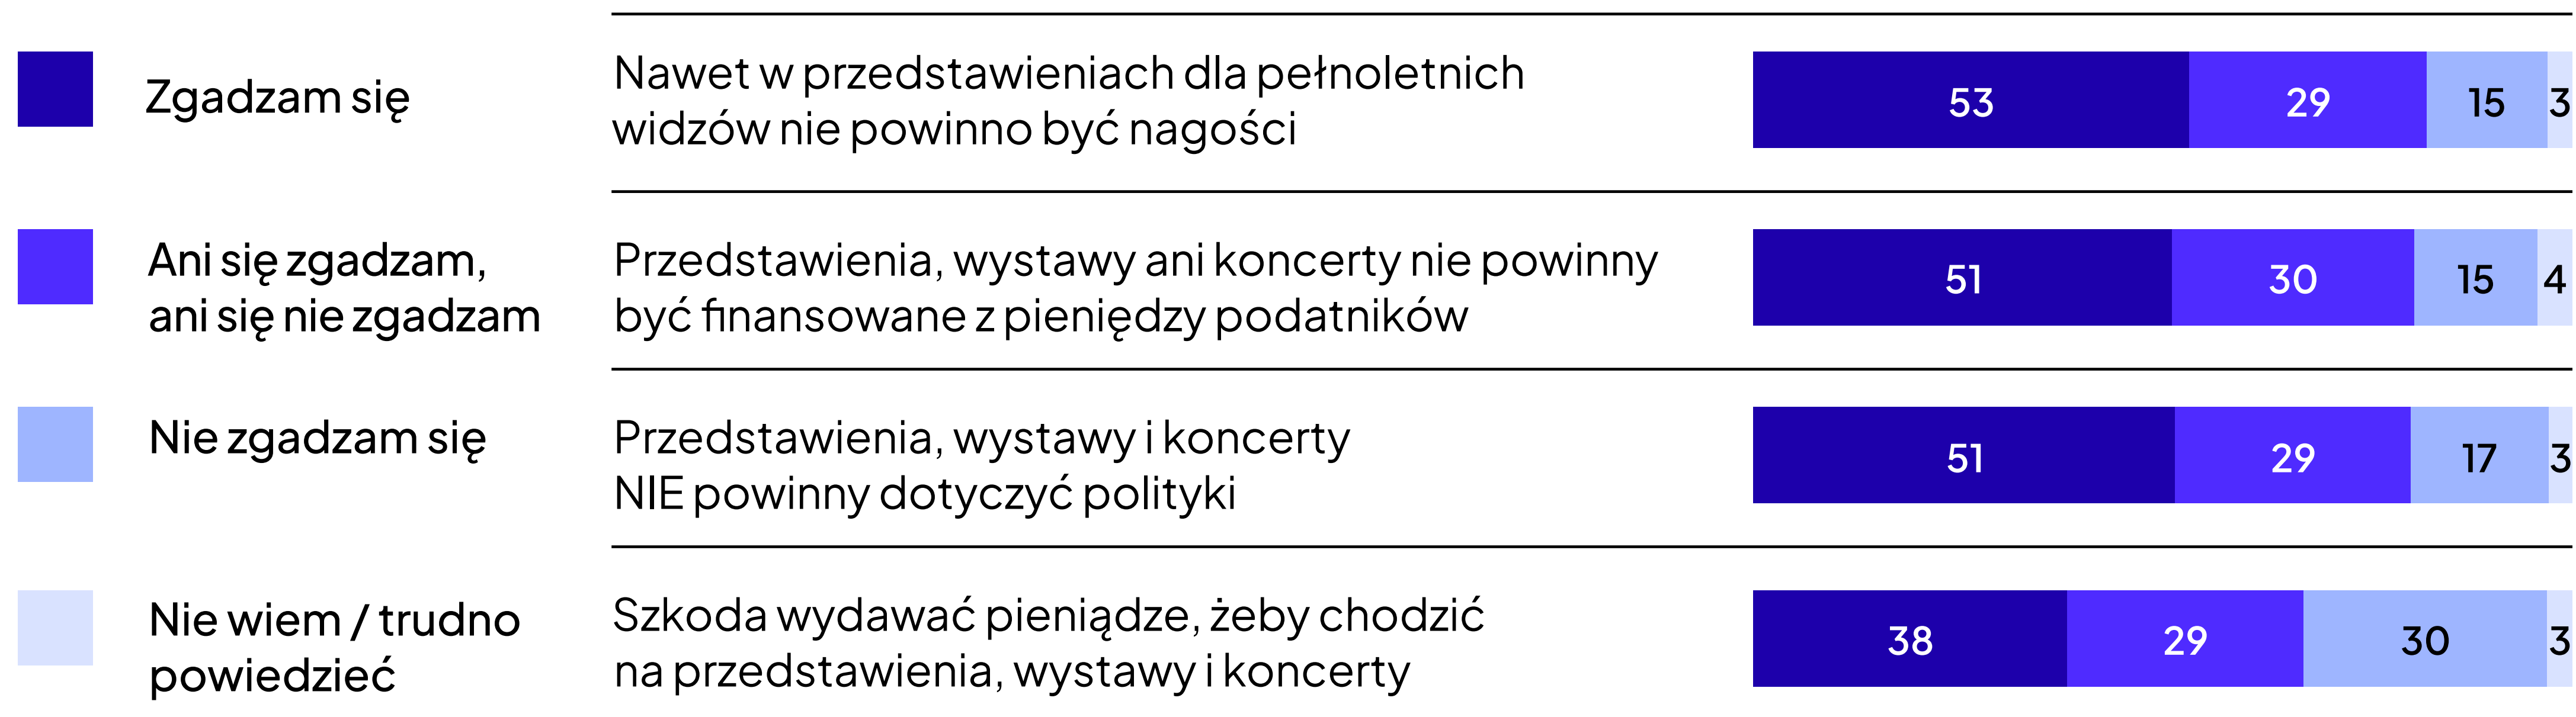 Zgadzam się
Nawet w przedstawieniach dla pełnoletnich
widzów nie powinno być nagości
53 29 15 3
Ani się zgadzam,
ani się nie zgadzam
Przedstawienia, wystawy ani koncerty nie powinny
być finansowane z pieniędzy podatników
51 30 15 4
Nie zgadzam się
Przedstawienia, wystawy i koncerty
NIE powinny dotyczyć polityki
51 29 17 3
Nie wiem / trudno
powiedzieć
Szkoda wydawać pieniądze, żeby chodzić
na przedstawienia, wystawy i koncerty
38 29 30 3